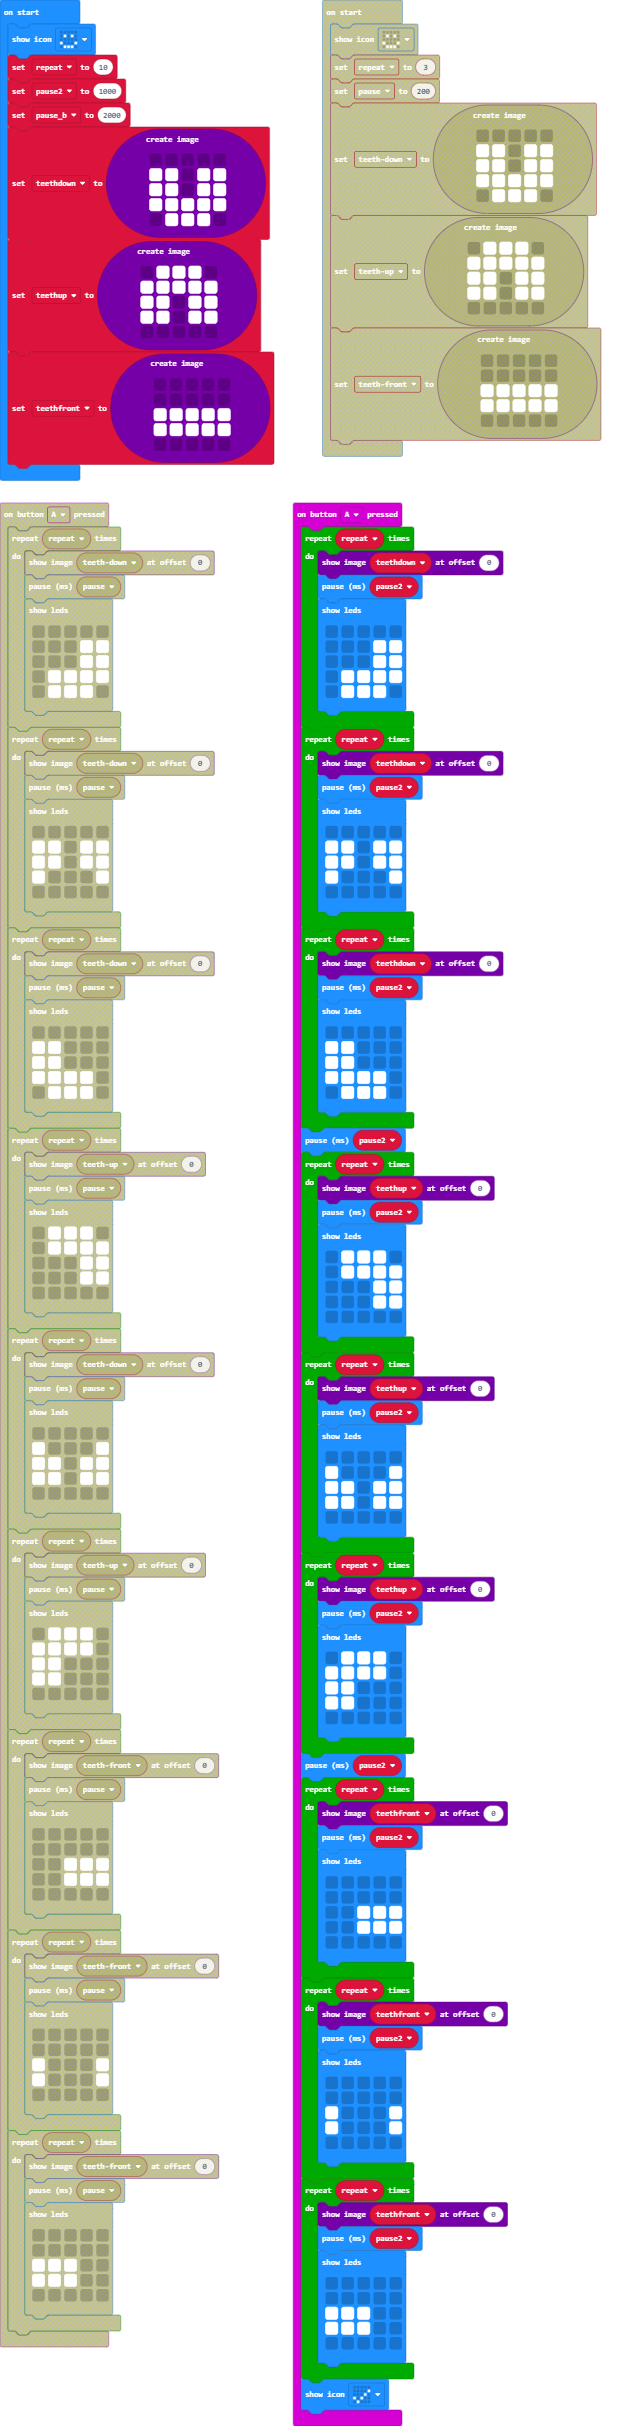 on start
show icon
set repeat to 10
set pause2 to 1000
set pause_b to 2000
create image
set teethdown to
create image
set teethup to
create image
set teethfront to
on start
show icon
set repeat to 3
set pause to 200
create image
set teeth-down to
create image
set teeth-up to
create image
set teeth-front to
on button A pressed
repeat repeat times
do show image teeth-down at offset 0
pause (ms) pause
show leds
repeat repeat times
do show image teeth-down at offset 0
pause (ms) pause
show leds
repeat repeat times
do show image teeth-down at offset 0
pause (ms) pause
show leds
repeat repeat times
do show image teeth-up at offset 0
pause (ms) pause
show leds
repeat repeat times
do show image teeth-down at offset 0
pause (ms) pause
show leds
repeat repeat times
do show image teeth-up at offset 0
pause (ms) pause
show leds
repeat repeat times
do show image teeth-front at offset 0
pause (ms) pause
show leds
repeat repeat times
do show image teeth-front at offset 0
pause (ms) pause
show leds
repeat repeat times
do show image teeth-front at offset 0
pause (ms) pause
show leds
on button A pressed
repeat repeat times
do show image teethdown at offset 0
pause (ms) pause2
show leds
repeat repeat times
do show image teethdown at offset 0
pause (ms) pause2
show leds
repeat repeat times
do show image teethdown at offset 0
pause (ms) pause2
show leds
pause (ms) pause2
repeat repeat times
do show image teethup at offset 0
pause (ms) pause2
show leds
repeat repeat times
do show image teethup at offset 0
pause (ms) pause2
show leds
repeat repeat times
do show image teethup at offset 0
pause (ms) pause2
show leds
pause (ms) pause2
repeat repeat times
do show image teethfront at offset 0
pause (ms) pause2
show leds
repeat repeat times
do show image teethfront at offset 0
pause (ms) pause2
show leds
repeat repeat times
do show image teethfront at offset 0
pause (ms) pause2
show leds
show icon